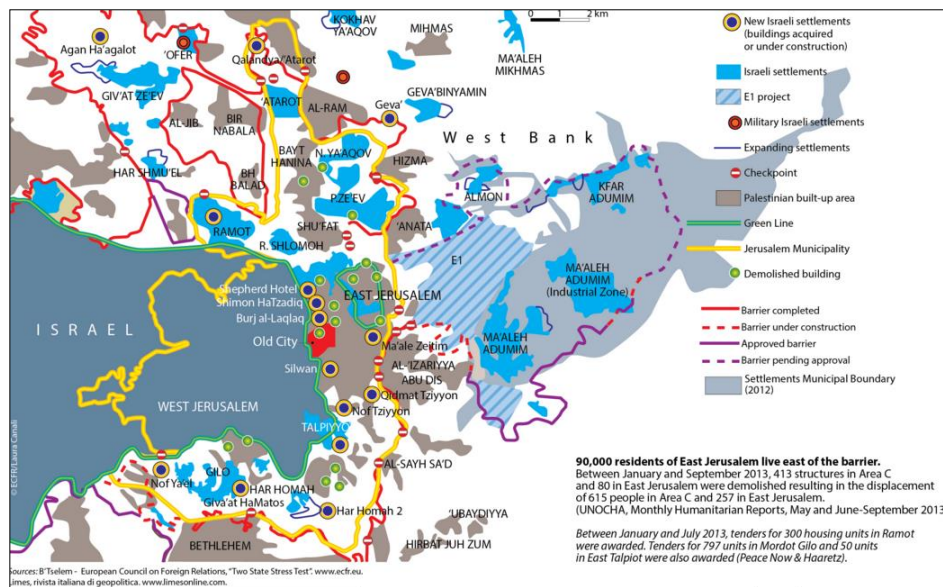 KOKHAV
YA'AQOV
0 1 2 km
MIHMAS
MA'ALEH
MIKHMAS
Agan Ha'agalot
'OFER
Qalandya/'Atarot
GIV'AT ZE'EV
'ATAROT
AL-RAM
Geva'
GEVA'BINYAMIN
AL-JIB
BIR
NABALA
West Bank
BAYT
HANINA
N. YA'AQOV
HIZMA
HAR SHMU'EL
BH
BALAD
P.ZE'EV
ALMON
KFAR
ADUMIM
RAMOT
SHU'FAT
'ANATA
R. SHLOMOH
E1
MA'ALEH
ADUMIM
(Industrial Zone)
Shepherd Hotel
Shimon HaTzadiq
EAST JERUSALEM
Burj al-Laqlaq
ISRAEL
Old City
Ma'ale Zeitim
MA'ALEH
ADUMIM
AL-'IZARIYYA
ABU DIS
Silwan
Qidmat Tziyyon
WEST JERUSALEM
Nof Tziyyon
TALPIYYO
AL-SAYH SA'D
Nof Yael
GILO
HAR HOMAH
Giva'at HaMatos
Har Homah 2
'UBAYDIYYA
BETHLEHEM
HIRBAT JUH ZUM
New Israeli settlements
(buildings acquired
or under construction)
Israeli settlements
E1 project
Military Israeli settlements
Expanding settlements
Checkpoint
Palestinian built-up area
Green Line
Jerusalem Municipality
Demolished building
Barrier completed
Barrier under construction
Approved barrier
Barrier pending approval
Settlements Municipal Boundary
(2012)
90,000 residents of East Jerusalem live east of the barrier.
Between January and September 2013, 413 structures in Area C
and 80 in East Jerusalem were demolished resulting in the displacement
of 615 people in Area C and 257 in East Jerusalem.
(UNOCHA, Monthly Humanitarian Reports, May and June-September 2013
Between January and July 2013, tenders for 300 housing units in Ramot
were awarded. Tenders for 797 units in Mordot Gilo and 50 units
in East Talpiot were also awarded (Peace Now & Haaretz).
© ECFR/Laura Canali
Sources: B'Tselem - European Council on Foreign Relations, "Two State Stress Test". www.ecfr.eu.
Limes, rivista italiana di geopolitica. www.limesonline.com.